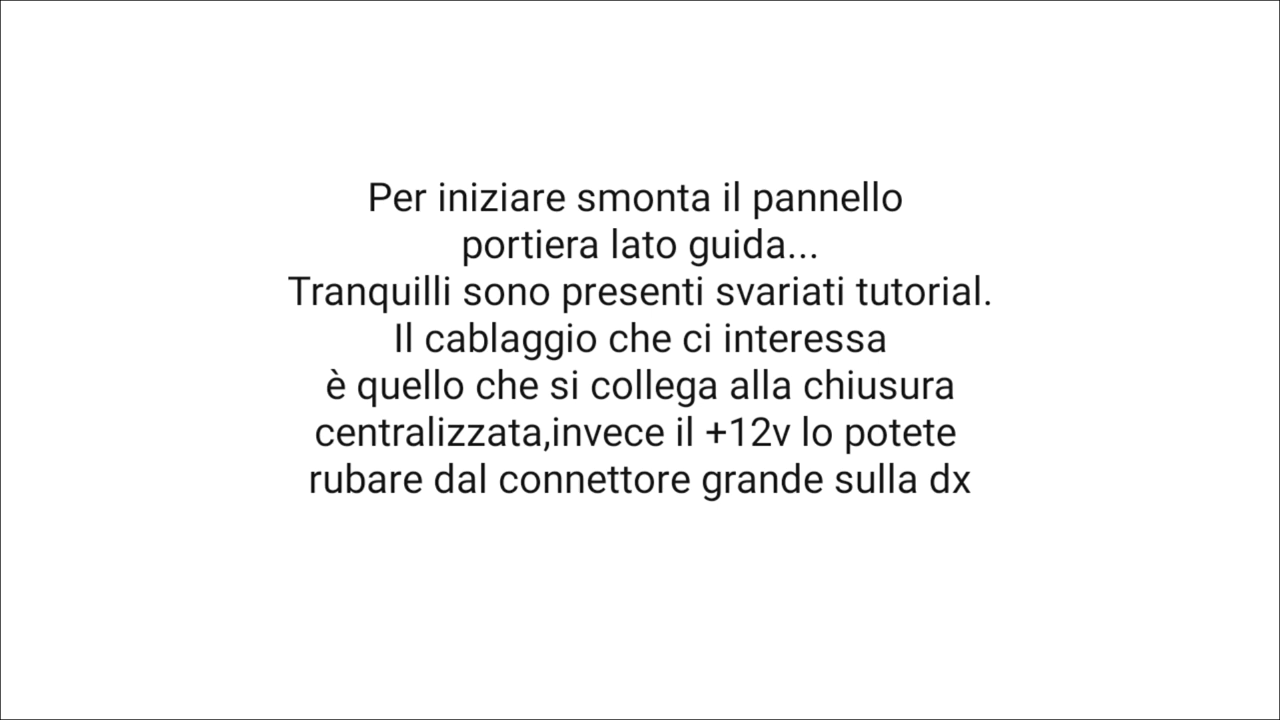 Per iniziare smonta il pannello
portiera lato guida...
Tranquilli sono presenti svariati tutorial.
Il cablaggio che ci interessa
è quello che si collega alla chiusura
centralizzata,invece il +12v lo potete
rubare dal connettore grande sulla dx